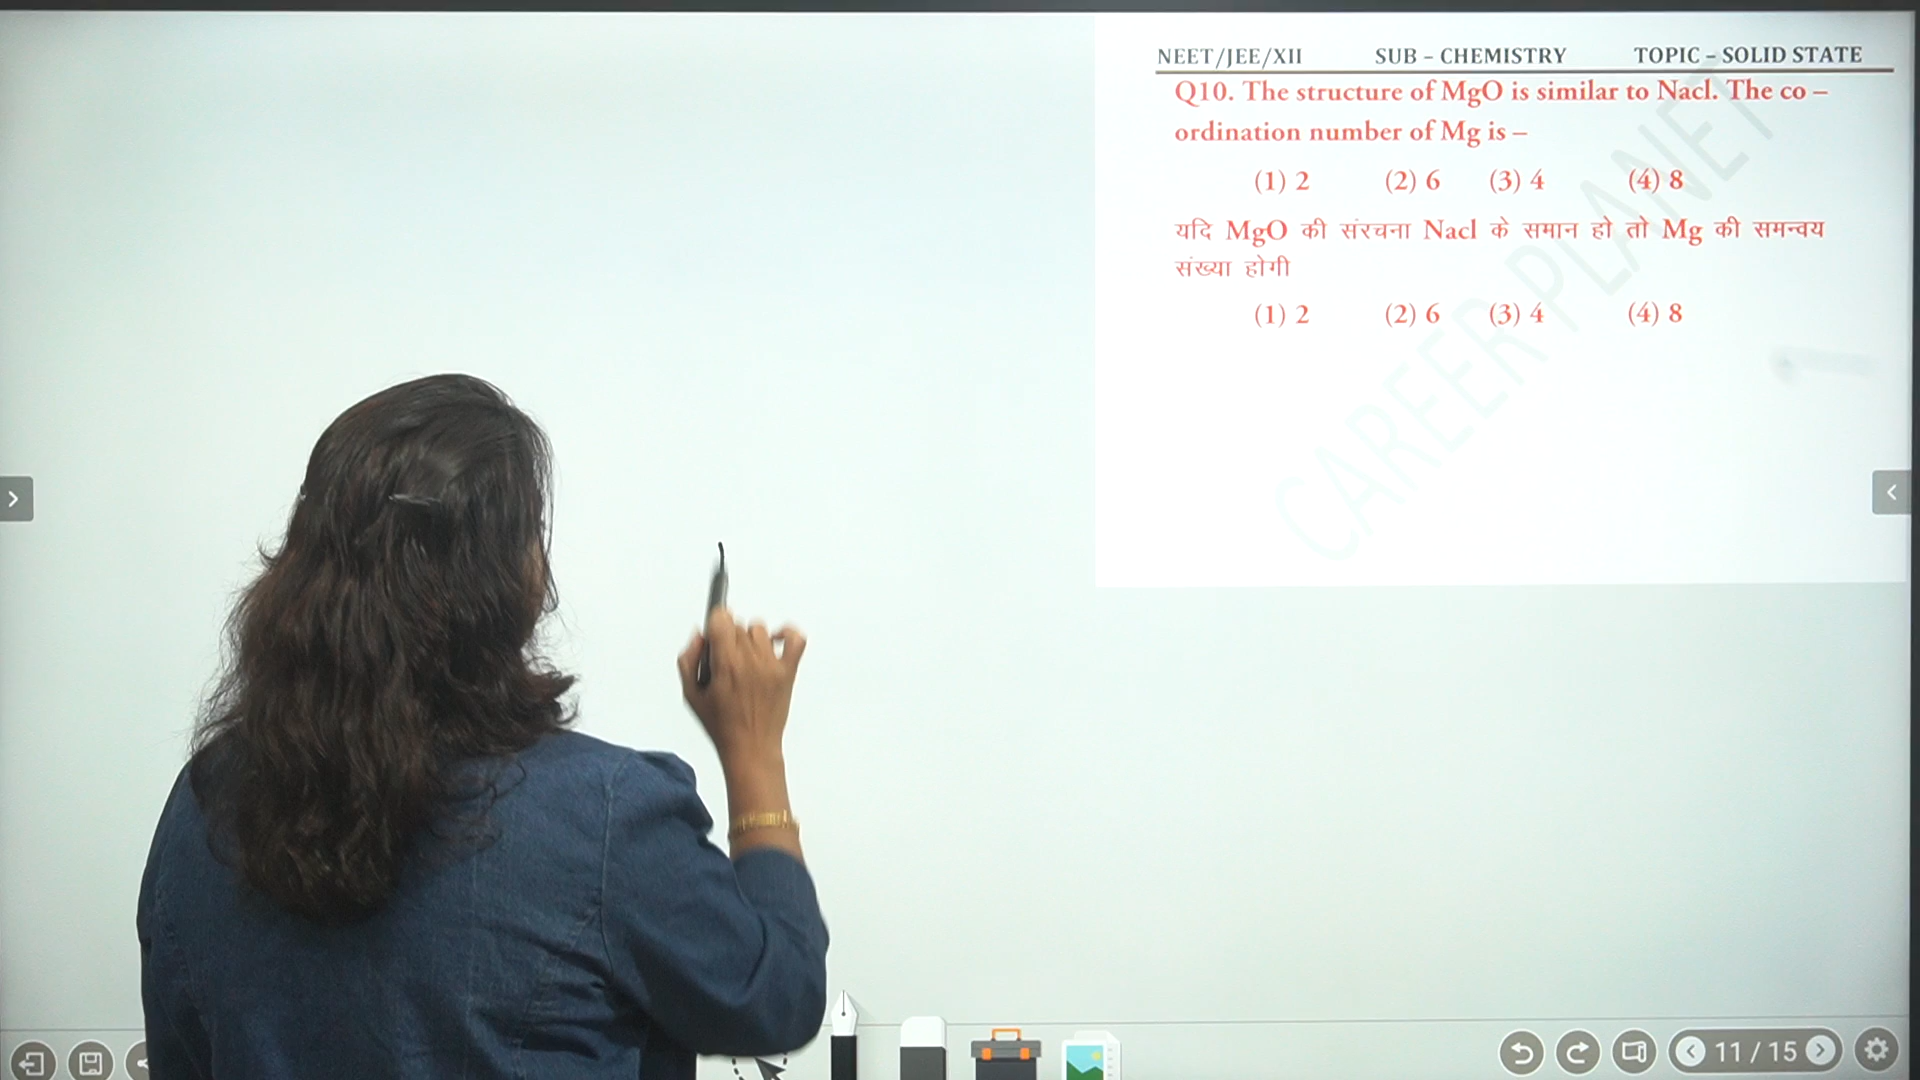 NEET/JEE/XII SUB – CHEMISTRY TOPIC – SOLID STATE
Q10. The structure of MgO is similar to Nacl. The co –
ordination number of Mg is –
(1) 2 (2) 6 (3) 4 (4) 8
यदि MgO की संरचना Nacl के समान हो तो Mg की समन्वय
संख्या होगी
(1) 2 (2) 6 (3) 4 (4) 8
CAREER PLANET
11 / 15